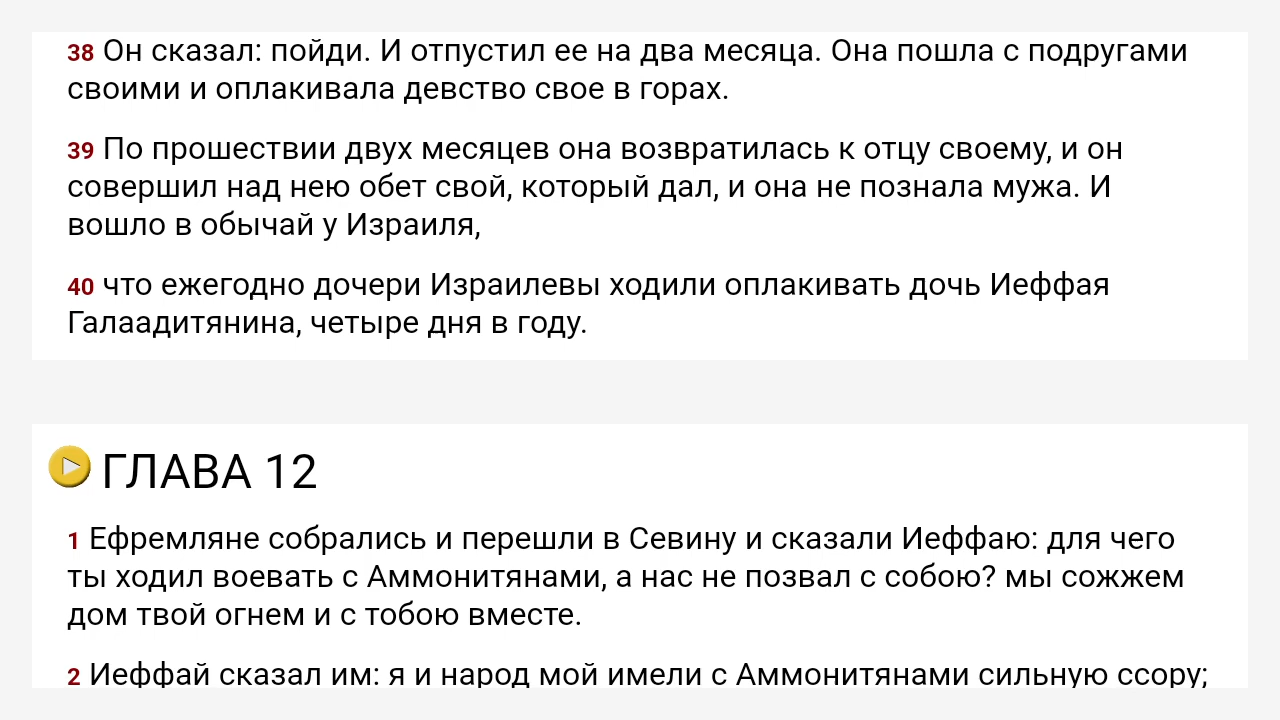 38 Он сказал: пойди. И отпустил ее на два месяца. Она пошла с подругами
своими и оплакивала девство свое в горах.
39 По прошествии двух месяцев она возвратилась к отцу своему, и он
совершил над нею обет свой, который дал, и она не познала мужа. И
вошло в обычай у Израиля,
40 что ежегодно дочери Израилевы ходили оплакивать дочь Иеффая
Галаадитянина, четыре дня в году.
ГЛАВА 12
1 Ефремляне собрались и перешли в Севину и сказали Иеффаю: для чего
ты ходил воевать с Аммонитянами, а нас не позвал с собою? мы сожжем
дом твой огнем и с тобою вместе.
2 Иеффай сказал им: я и народ мой имели с Аммонитянами сильную ссору;